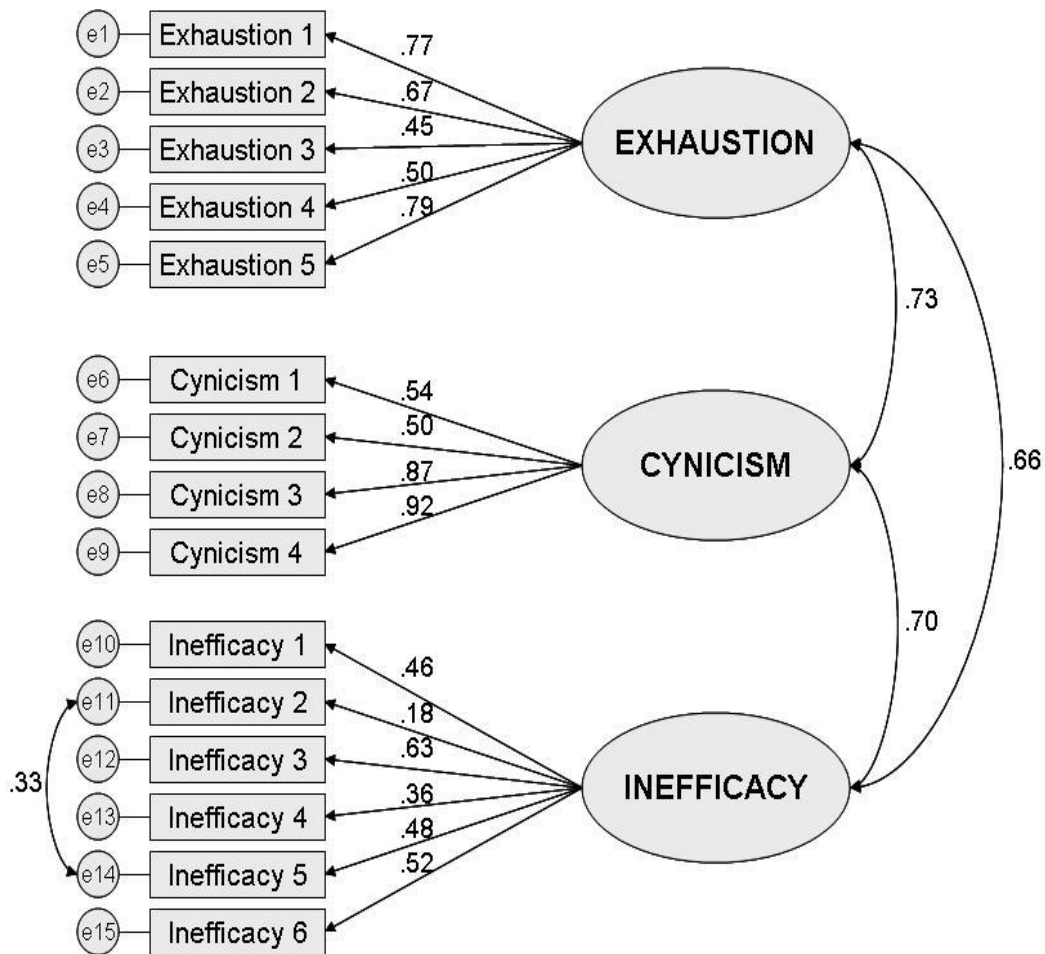 e1 Exhaustion 1
.77
e2 Exhaustion 2
.67
e3 Exhaustion 3
.45
e4 Exhaustion 4
.50
e5 Exhaustion 5
.79
EXHAUSTION
.73
.66
e6 Cynicism 1
.54
e7 Cynicism 2
.50
e8 Cynicism 3
.87
e9 Cynicism 4
.92
CYNICISM
.70
e10 Inefficacy 1
.46
e11 Inefficacy 2
.18
e12 Inefficacy 3
.63
.33
e13 Inefficacy 4
.36
e14 Inefficacy 5
.48
e15 Inefficacy 6
.52
INEFFICACY